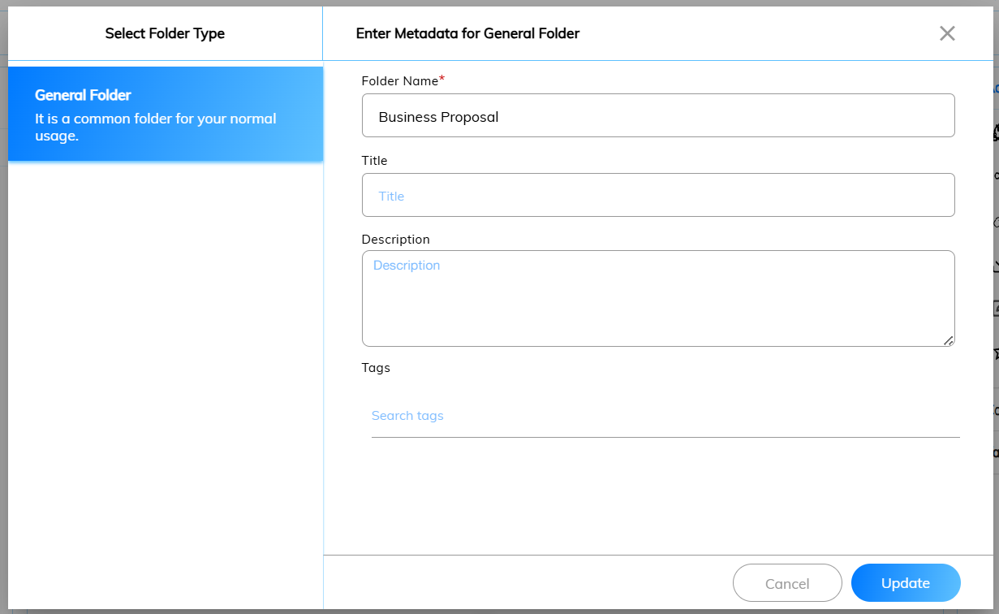 Select Folder Type
Enter Metadata for General Folder
General Folder
It is a common folder for your normal
usage.
Folder Name*
Business Proposal
Title
Title
Description
Description
Tags
Search tags
Cancel
Update